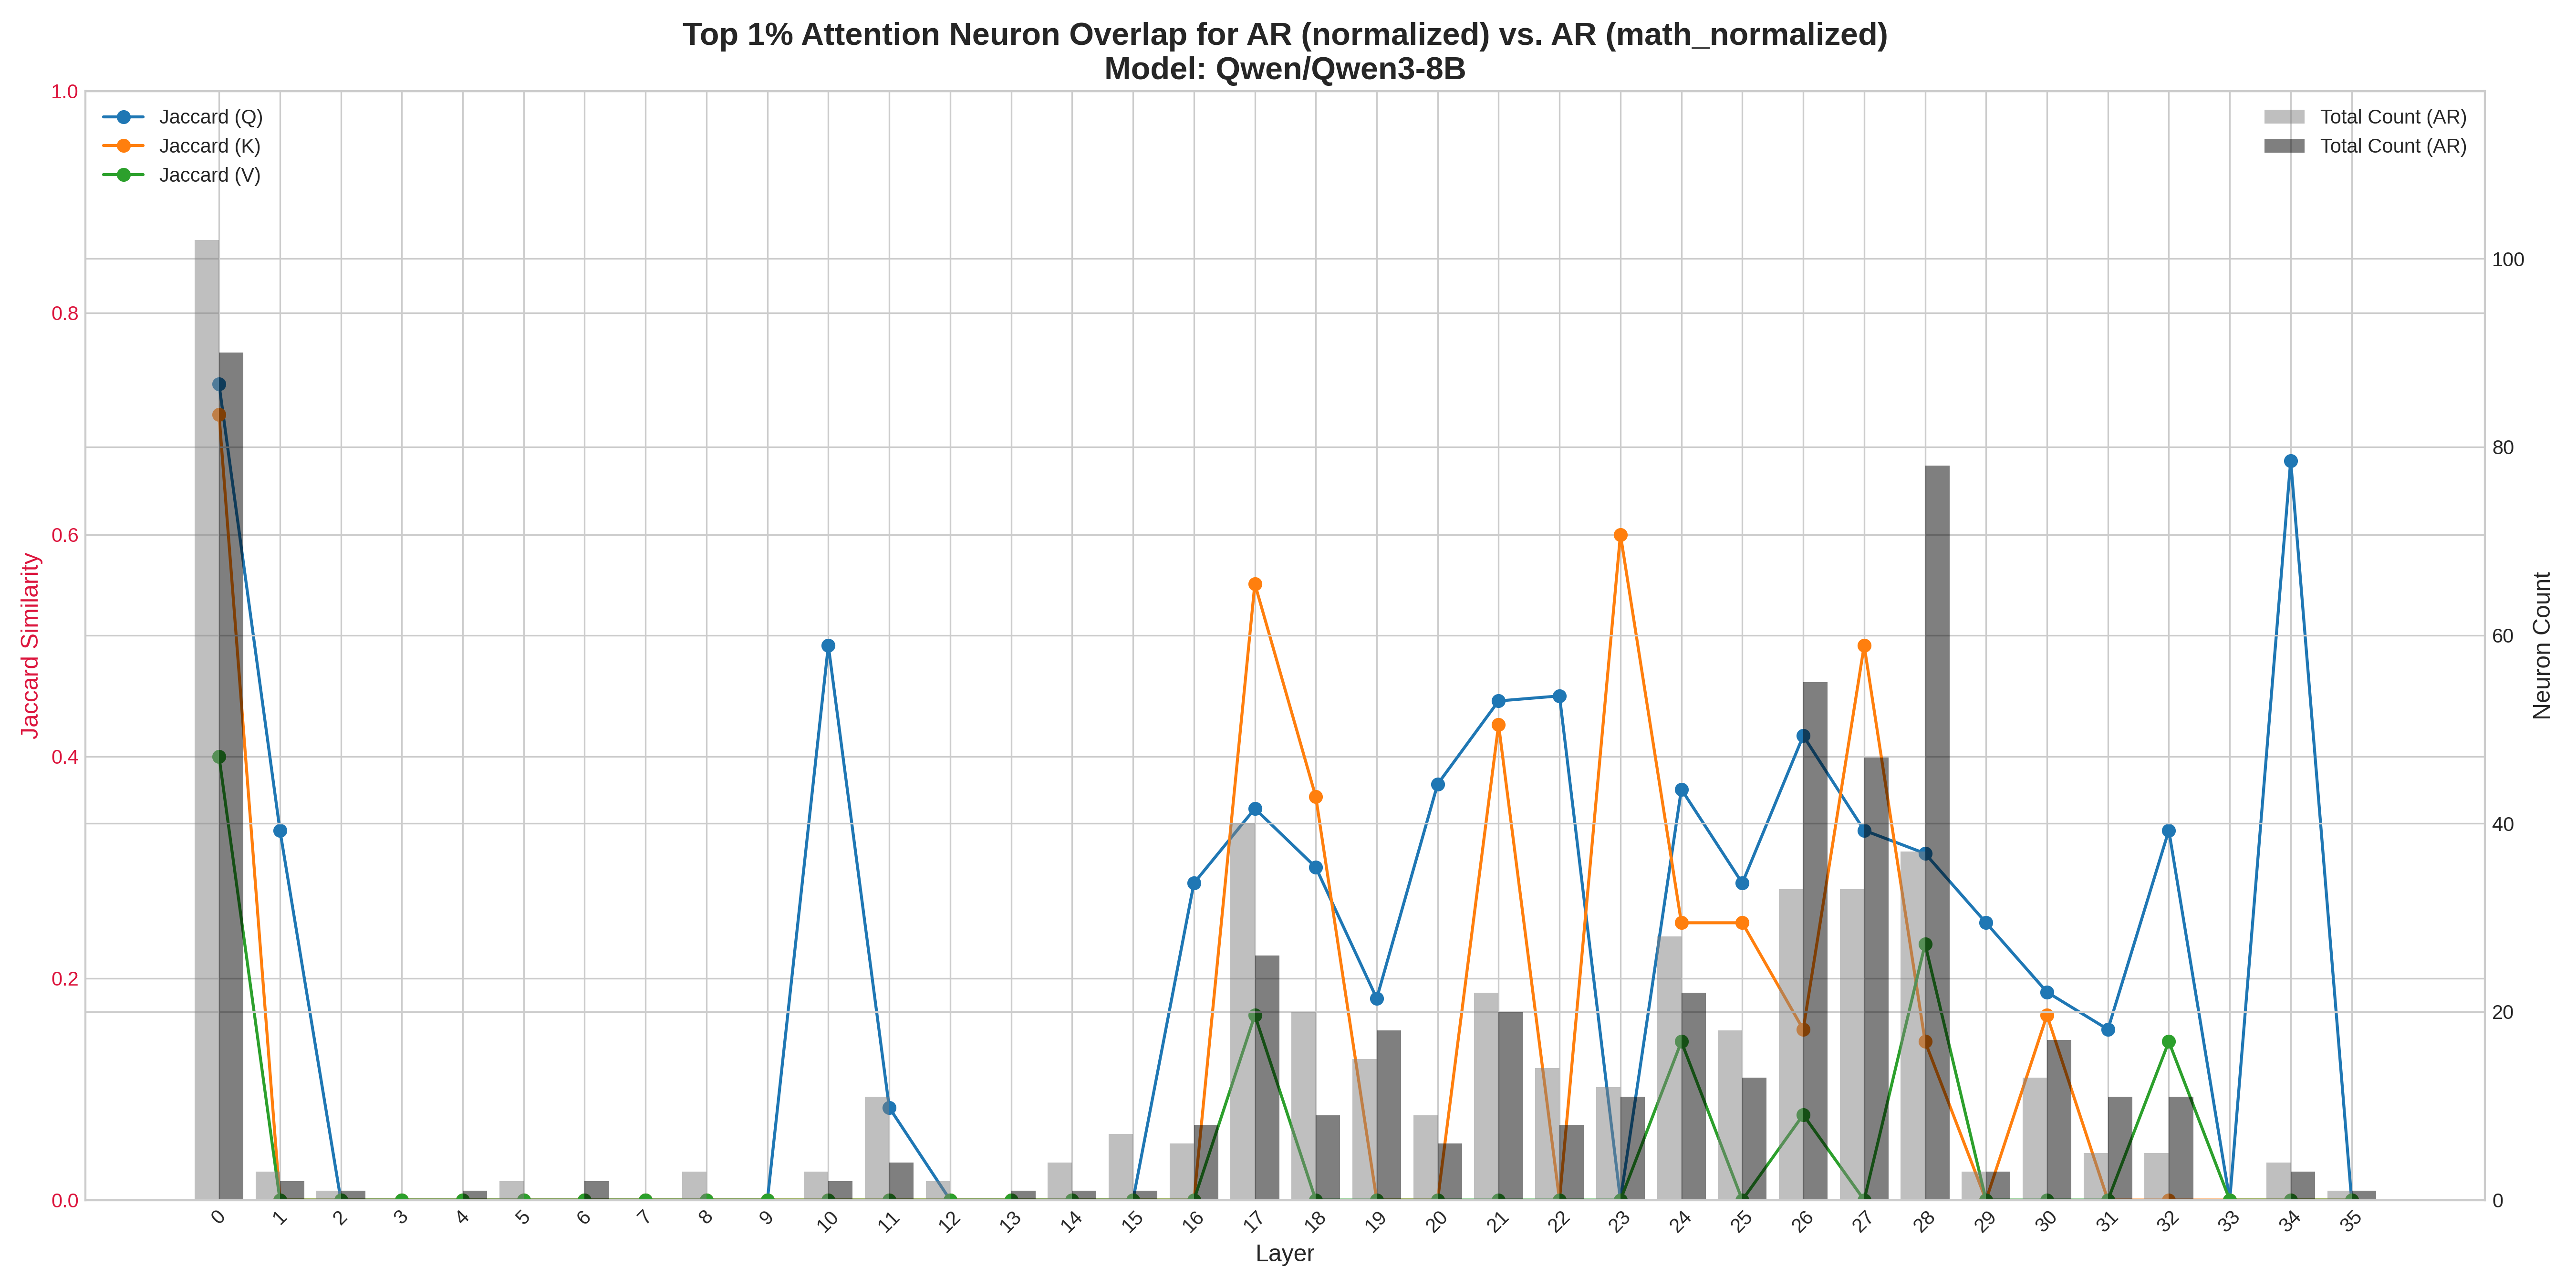 Top 1% Attention Neuron Overlap for AR (normalized) vs. AR (math_normalized)
Model: Qwen/Qwen3-8B
Jaccard (Q)
Jaccard (K)
Jaccard (V)
Total Count (AR)
Total Count (AR)
Jaccard Similarity
1.0
0.8
0.6
0.4
0.2
0.0
Neuron Count
100
80
60
40
20
0
0 1 2 3 4 5 6 7 8 9 10 11 12 13 14 15 16 17 18 19 20 21 22 23 24 25 26 27 28 29 30 31 32 33 34 35
Layer